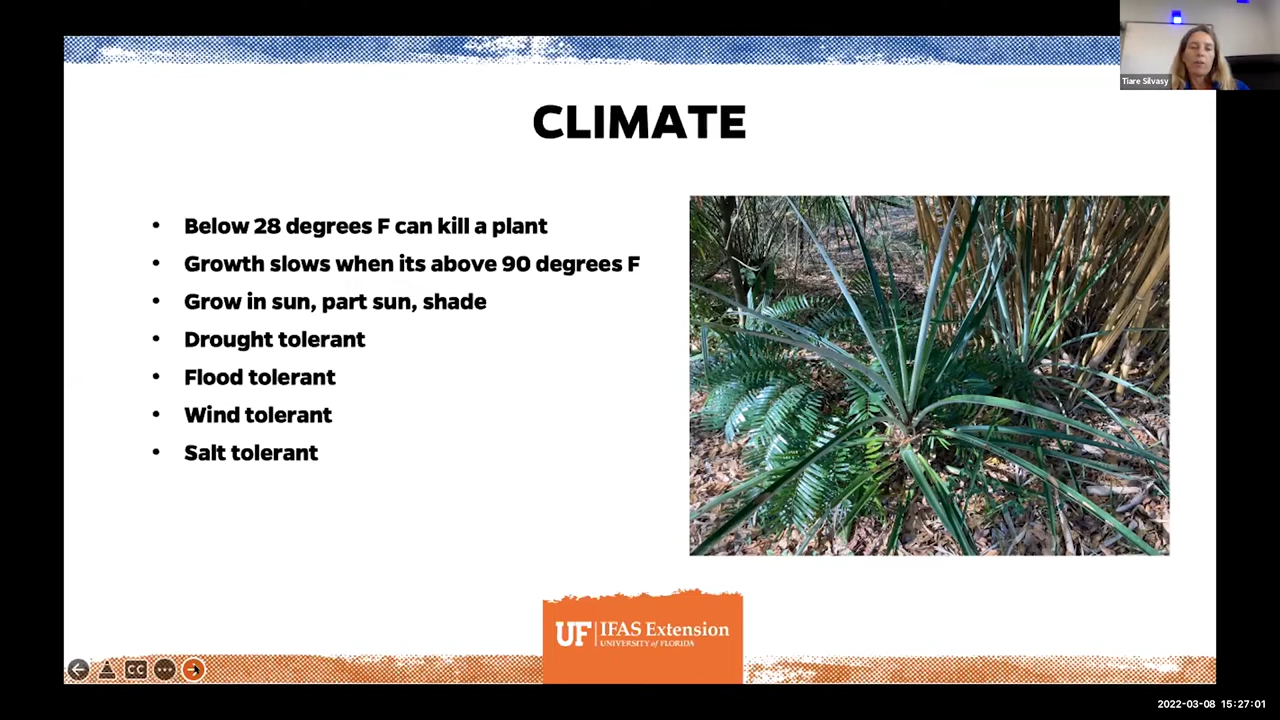 Tiare Silvasy
CLIMATE
• Below 28 degrees F can kill a plant
• Growth slows when its above 90 degrees F
• Grow in sun, part sun, shade
• Drought tolerant
• Flood tolerant
• Wind tolerant
• Salt tolerant
UF | IFAS Extension
UNIVERSITY of FLORIDA
CC
2022-03-08 15:27:01